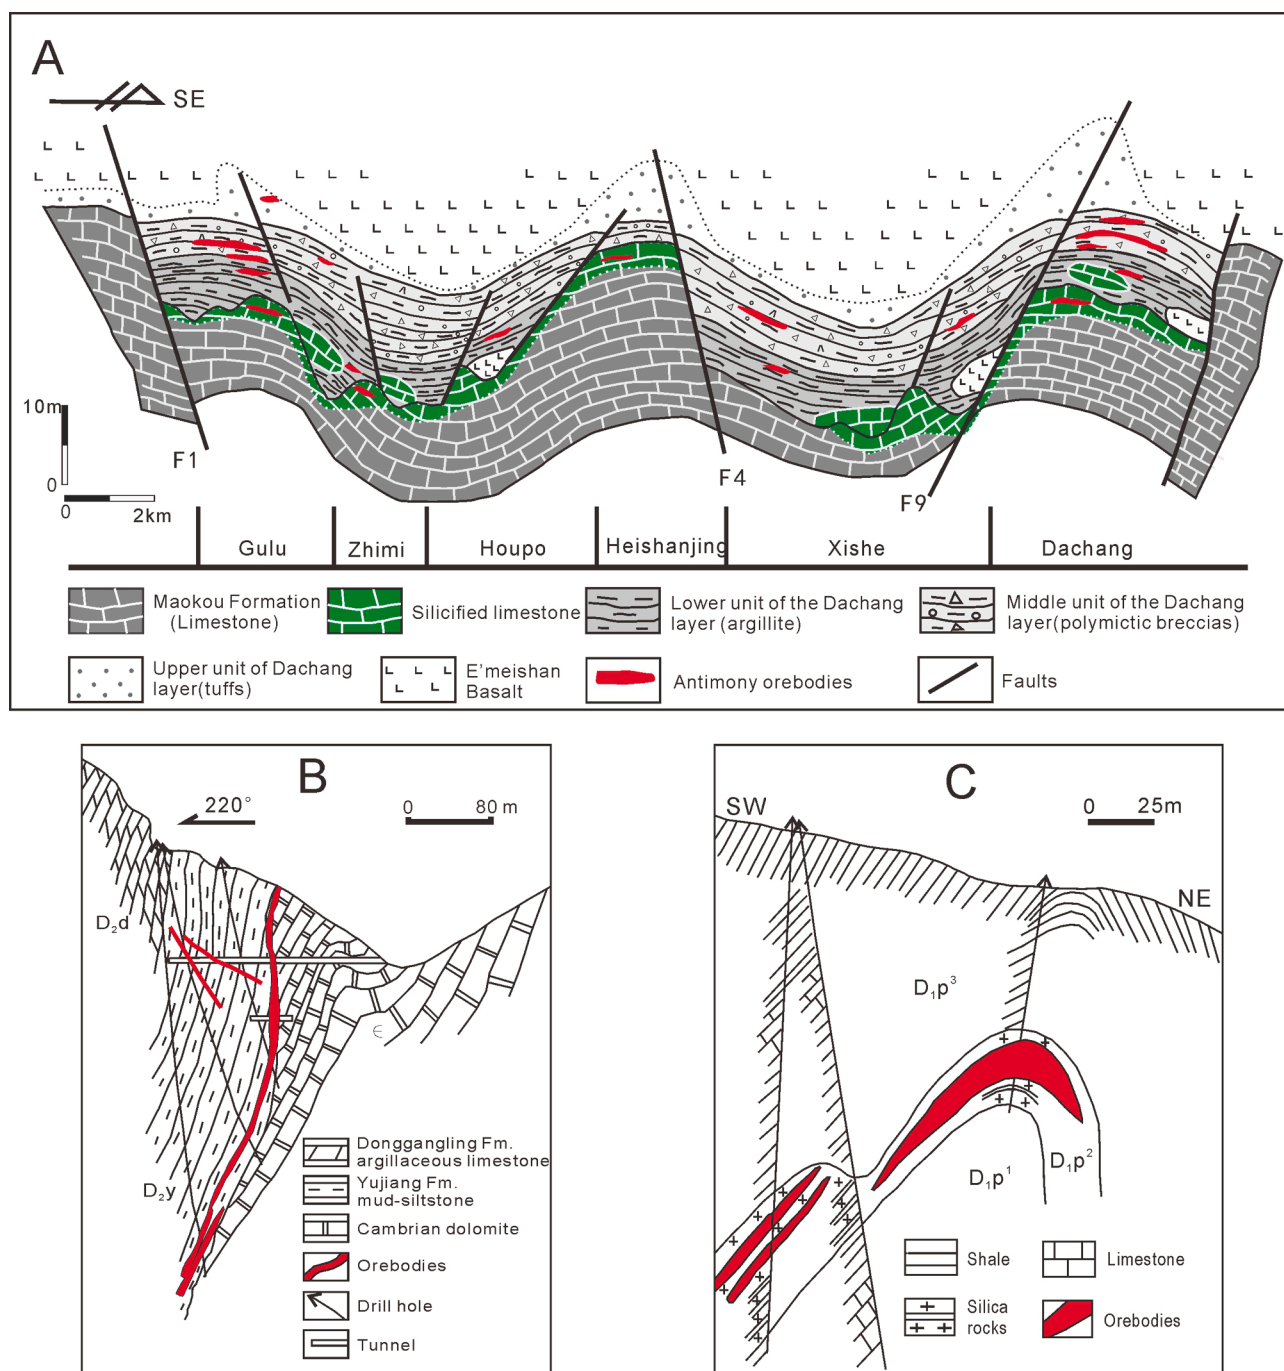 A
SE
10m
0
0 2km
F1
F4
F9
Gulu Zhimi Houpo Heishanjing Xishe Dachang
Maokou Formation
(Limestone)
Silicified limestone
Lower unit of the Dachang
layer (argillite)
Middle unit of the Dachang
layer(polymictic breccias)
Upper unit of Dachang
layer(tuffs)
E'meishan
Basalt
Antimony orebodies
Faults
B
220°
0 80 m
D₂d
∈
D₂y
Donggangling Fm.
argillaceous limestone
Yujiang Fm.
mud-siltstone
Cambrian dolomite
Orebodies
Drill hole
Tunnel
C
SW
0 25m
NE
D₁p³
D₁p¹
D₁p²
Shale
Limestone
Silica
rocks
Orebodies